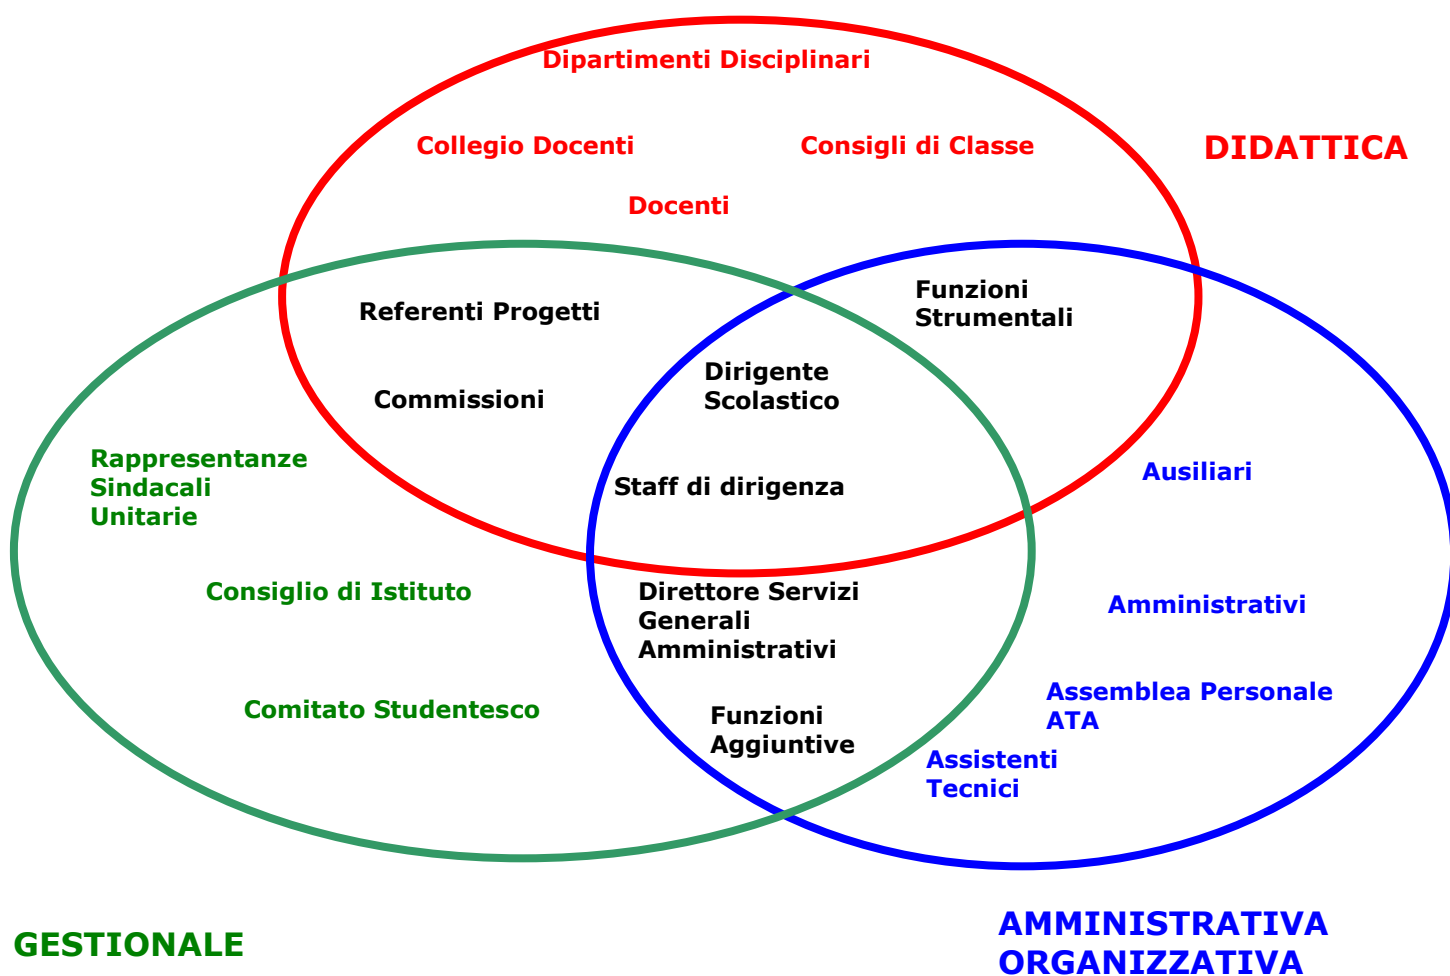 Dipartimenti Disciplinari
Collegio Docenti
Consigli di Classe
DIDATTICA
Docenti
Referenti Progetti
Funzioni
Strumentali
Commissioni
Dirigente
Scolastico
Rappresentanze
Sindacali
Unitarie
Staff di dirigenza
Ausiliari
Consiglio di Istituto
Direttore Servizi
Generali
Amministrativi
Amministrativi
Comitato Studentesco
Funzioni
Aggiuntive
Assemblea Personale
ATA
Assistenti
Tecnici
GESTIONALE
AMMINISTRATIVA
ORGANIZZATIVA